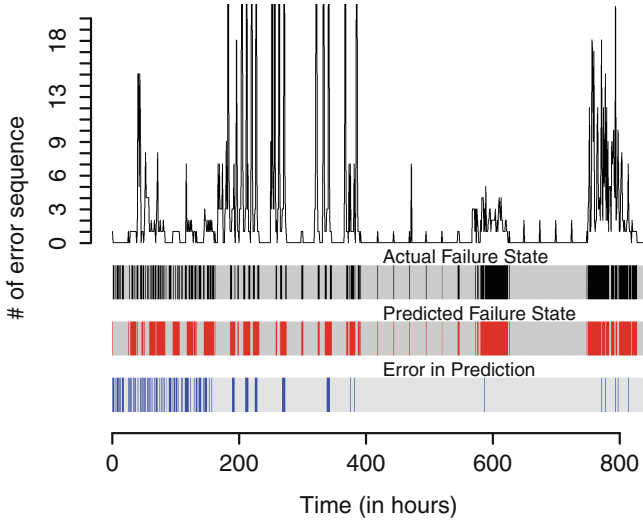 18
13
9
6
3
0
# of error sequence
Actual Failure State
Predicted Failure State
Error in Prediction
0 200 400 600 800
Time (in hours)